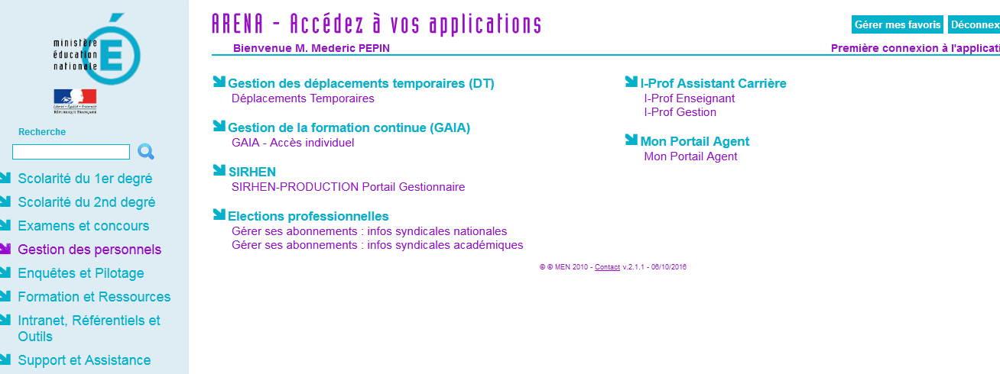 ministère
éducation
nationale
É
Liberté • Égalité • Fraternité
RÉPUBLIQUE FRANÇAISE
Recherche
Scolarité du 1er degré
Scolarité du 2nd degré
Examens et concours
Gestion des personnels
Enquêtes et Pilotage
Formation et Ressources
Intranet, Référentiels et
Outils
Support et Assistance
ARENA - Accédez à vos applications
Gérer mes favoris
Déconnex
Bienvenue M. Mederic PEPIN
Première connexion à l'applicati
Gestion des déplacements temporaires (DT)
Déplacements Temporaires
Gestion de la formation continue (GAIA)
GAIA - Accès individuel
SIRHEN
SIRHEN-PRODUCTION Portail Gestionnaire
Elections professionnelles
Gérer ses abonnements : infos syndicales nationales
Gérer ses abonnements : infos syndicales académiques
I-Prof Assistant Carrière
I-Prof Enseignant
I-Prof Gestion
Mon Portail Agent
Mon Portail Agent
© © MEN 2010 - Contact v.2.1.1 - 06/10/2016